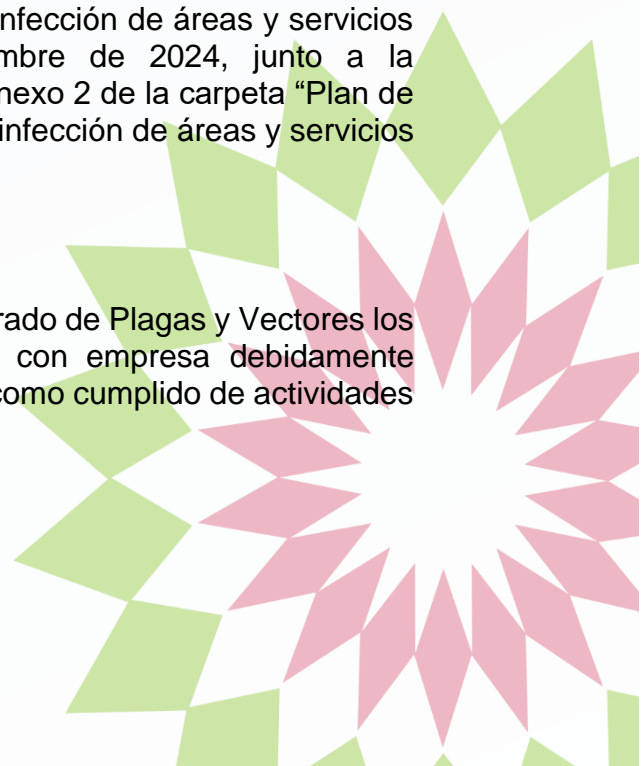 infección de áreas y servicios
mbre de 2024, junto a la
nexo 2 de la carpeta “Plan de
infección de áreas y servicios
rado de Plagas y Vectores los
con empresa debidamente
como cumplido de actividades